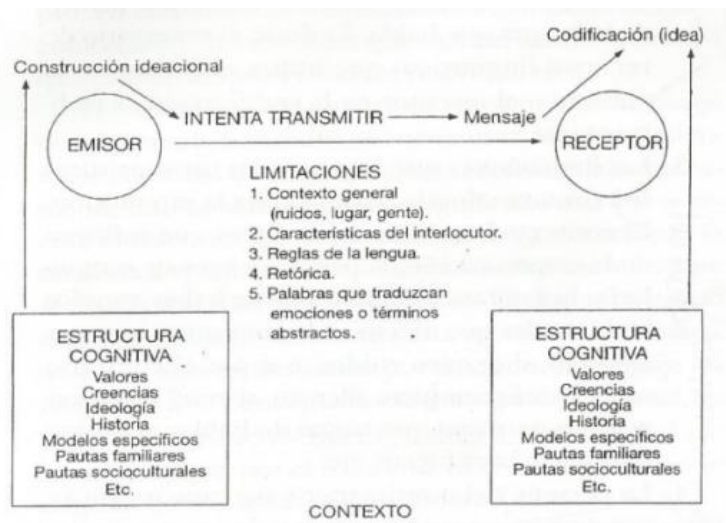 Codificación (idea)
Construcción ideacional
INTENTA TRANSMITIR
Mensaje
EMISOR
RECEPTOR
LIMITACIONES
1. Contexto general
(ruidos, lugar, gente).
2. Características del interlocutor.
3. Reglas de la lengua.
4. Retórica.
5. Palabras que traduzcan
emociones o términos
abstractos.
ESTRUCTURA
COGNITIVA
Valores
Creencias
Ideología
Historia
Modelos específicos
Pautas familiares
Pautas socioculturales
Etc.
ESTRUCTURA
COGNITIVA
Valores
Creencias
Ideología
Historia
Modelos específicos
Pautas familiares
Pautas socioculturales
Etc.
CONTEXTO